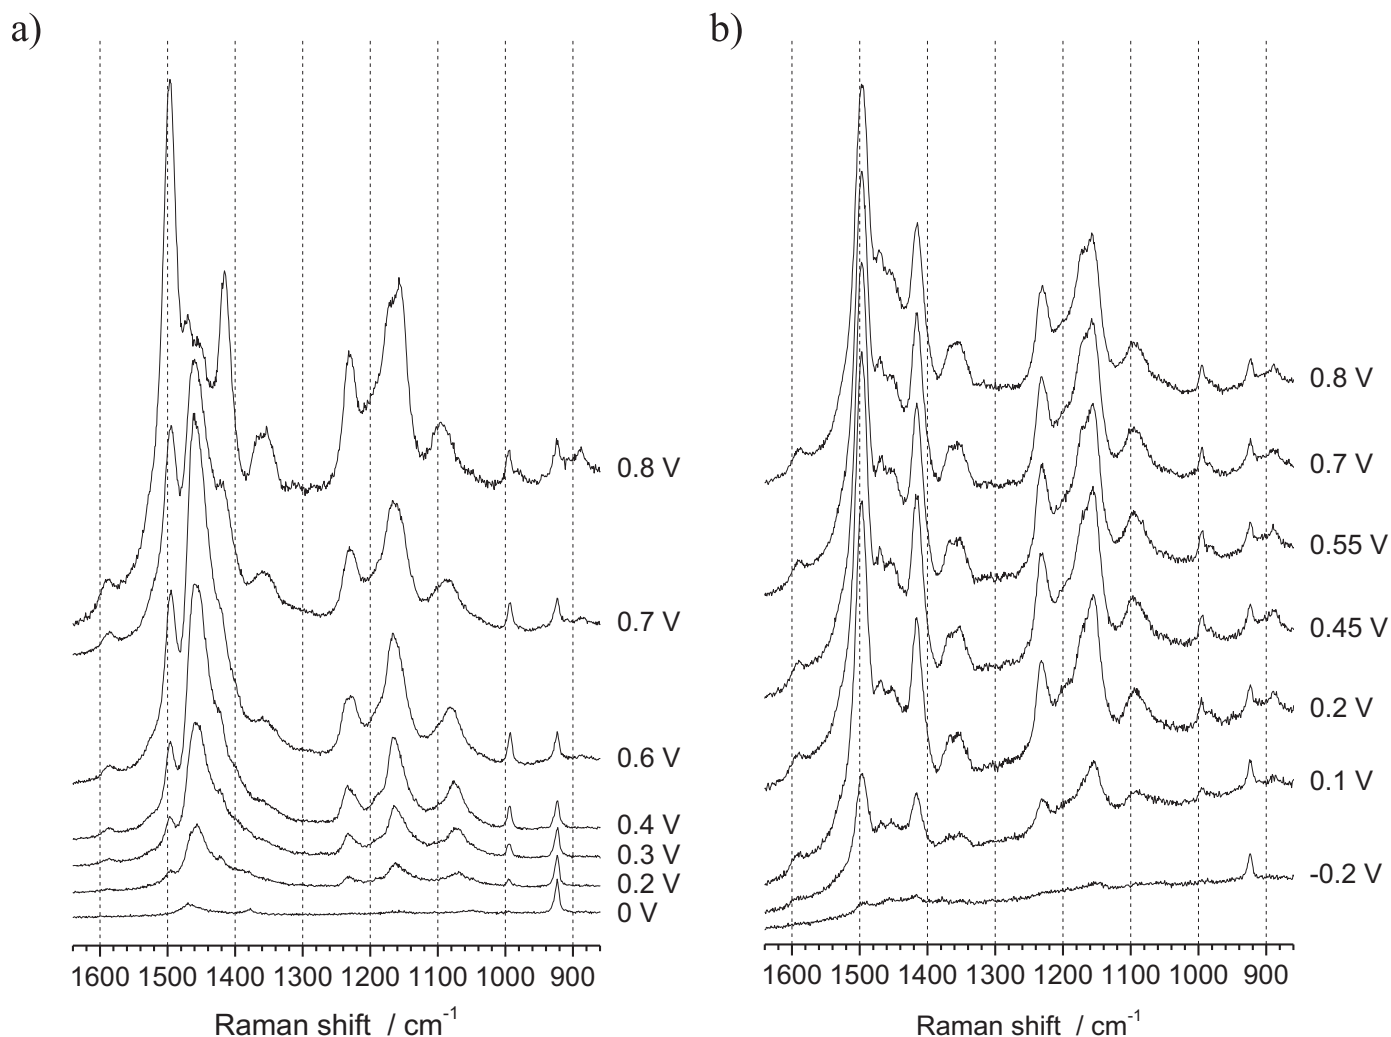 a)
0.8 V
0.7 V
0.6 V
0.4 V
0.3 V
0.2 V
0 V
1600 1500 1400 1300 1200 1100 1000 900
Raman shift / cm-1
b)
0.8 V
0.7 V
0.55 V
0.45 V
0.2 V
0.1 V
-0.2 V
1600 1500 1400 1300 1200 1100 1000 900
Raman shift / cm-1